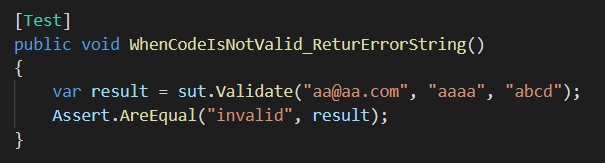 [Test]
public void WhenCodeIsNotValid_ReturErrorString()
{
var result = sut.Validate("aa@aa.com", "aaaa", "abcd");
Assert.AreEqual("invalid", result);
}